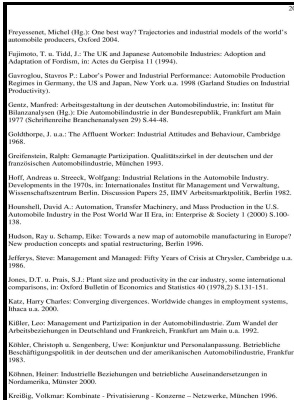 20
Freyssenet, Michel (Hg.): One best way? Trajectories and industrial models of the world's
automobile producers, Oxford 2004.
Fujimoto, T. u. Tidd, J.: The UK and Japanese Automobile Industries: Adoption and
Adaptation of Fordism, in: Actes du Gerpisa 11 (1994).
Gavroglou, Stavros P.: Labor's Power and Industrial Performance: Automobile Production
Regimes in Germany, the US and Japan, New York u.a. 1998 (Garland Studies on Industrial
Productivity).
Gentz, Manfred: Arbeitsgestaltung in der deutschen Automobilindustrie, in: Institut für
Bilanzanalysen (Hg.): Die Automobilindustrie in der Bundesrepublik, Frankfurt am Main
1977 (Schriftenreihe Branchenanalysen 29) S.44-48.
Goldthorpe, J. u.a.: The Affluent Worker: Industrial Attitudes and Behaviour, Cambridge
1968.
Greifenstein, Ralph: Gemanagte Partizipation. Qualitätszirkel in der deutschen und der
französischen Automobilindustrie, München 1993.
Hoff, Andreas u. Streeck, Wolfgang: Industrial Relations in the Automobile Industry.
Developments in the 1970s, in: Internationales Institut für Management und Verwaltung,
Wissenschaftszentrum Berlin. Discussion Papers 25, IIMV Arbeitsmarktpolitik, Berlin 1982.
Hounshell, David A.: Automation, Transfer Machinery, and Mass Production in the U.S.
Automobile Industry in the Post World War II Era, in: Enterprise & Society 1 (2000) S.100-
138.
Hudson, Ray u. Schamp, Eike: Towards a new map of automobile manufacturing in Europe?
New production concepts and spatial restructuring, Berlin 1996.
Jefferys, Steve: Management and Managed: Fifty Years of Crisis at Chrysler, Cambridge u.a.
1986.
Jones, D.T. u. Prais, S.J.: Plant size and productivity in the car industry, some international
comparisons, in: Oxford Bulletin of Economics and Statistics 40 (1978,2) S.131-151.
Katz, Harry Charles: Converging divergences. Worldwide changes in employment systems,
Ithaca u.a. 2000.
Kißler, Leo: Management und Partizipation in der Automobilindustrie. Zum Wandel der
Arbeitsbeziehungen in Deutschland und Frankreich, Frankfurt am Main u.a. 1992.
Köhler, Christoph u. Sengenberg, Uwe: Konjunktur und Personalanpassung. Betriebliche
Beschäftigungspolitik in der deutschen und der amerikanischen Automobilindustrie, Frankfur
1983.
Köhnen, Heiner: Industrielle Beziehungen und betriebliche Auseinandersetzungen in
Nordamerika, Münster 2000.
Kreißig, Volkmar: Kombinate - Privatisierung - Konzerne – Netzwerke, München 1996.